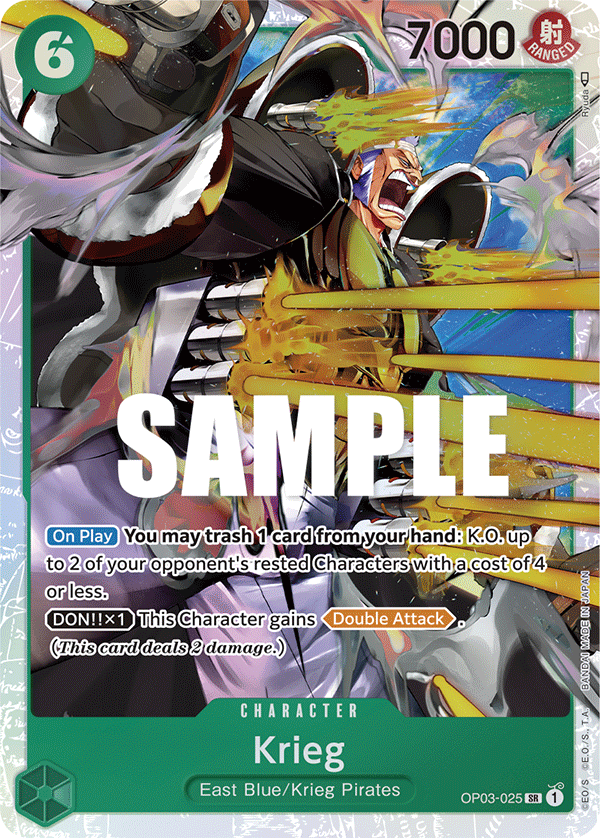 6
7000
射
RANGED
Ryuda
SAMPLE
On Play You may trash 1 card from your hand: K.O. up
to 2 of your opponent's rested Characters with a cost of 4
or less.
DON!!×1 This Character gains Double Attack.
(This card deals 2 damage.)
CHARACTER
Krieg
East Blue/Krieg Pirates
OP03-025 SR 1
©EO/S ©E.O./S., T.A. BANDAI MADE IN JAPAN